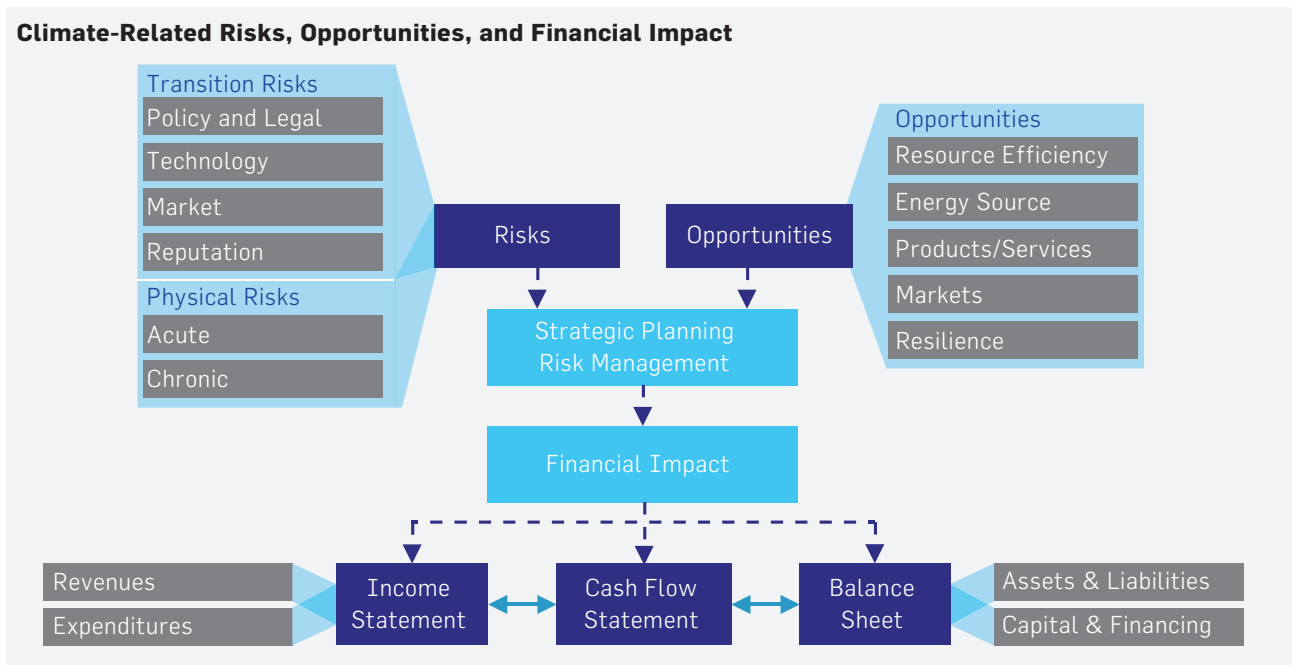 Climate-Related Risks, Opportunities, and Financial Impact
Transition Risks
Policy and Legal
Technology
Market
Reputation
Physical Risks
Acute
Chronic
Risks
Opportunities
Opportunities
Resource Efficiency
Energy Source
Products/Services
Markets
Resilience
Strategic Planning
Risk Management
Financial Impact
Revenues
Expenditures
Income
Statement
Cash Flow
Statement
Balance
Sheet
Assets & Liabilities
Capital & Financing